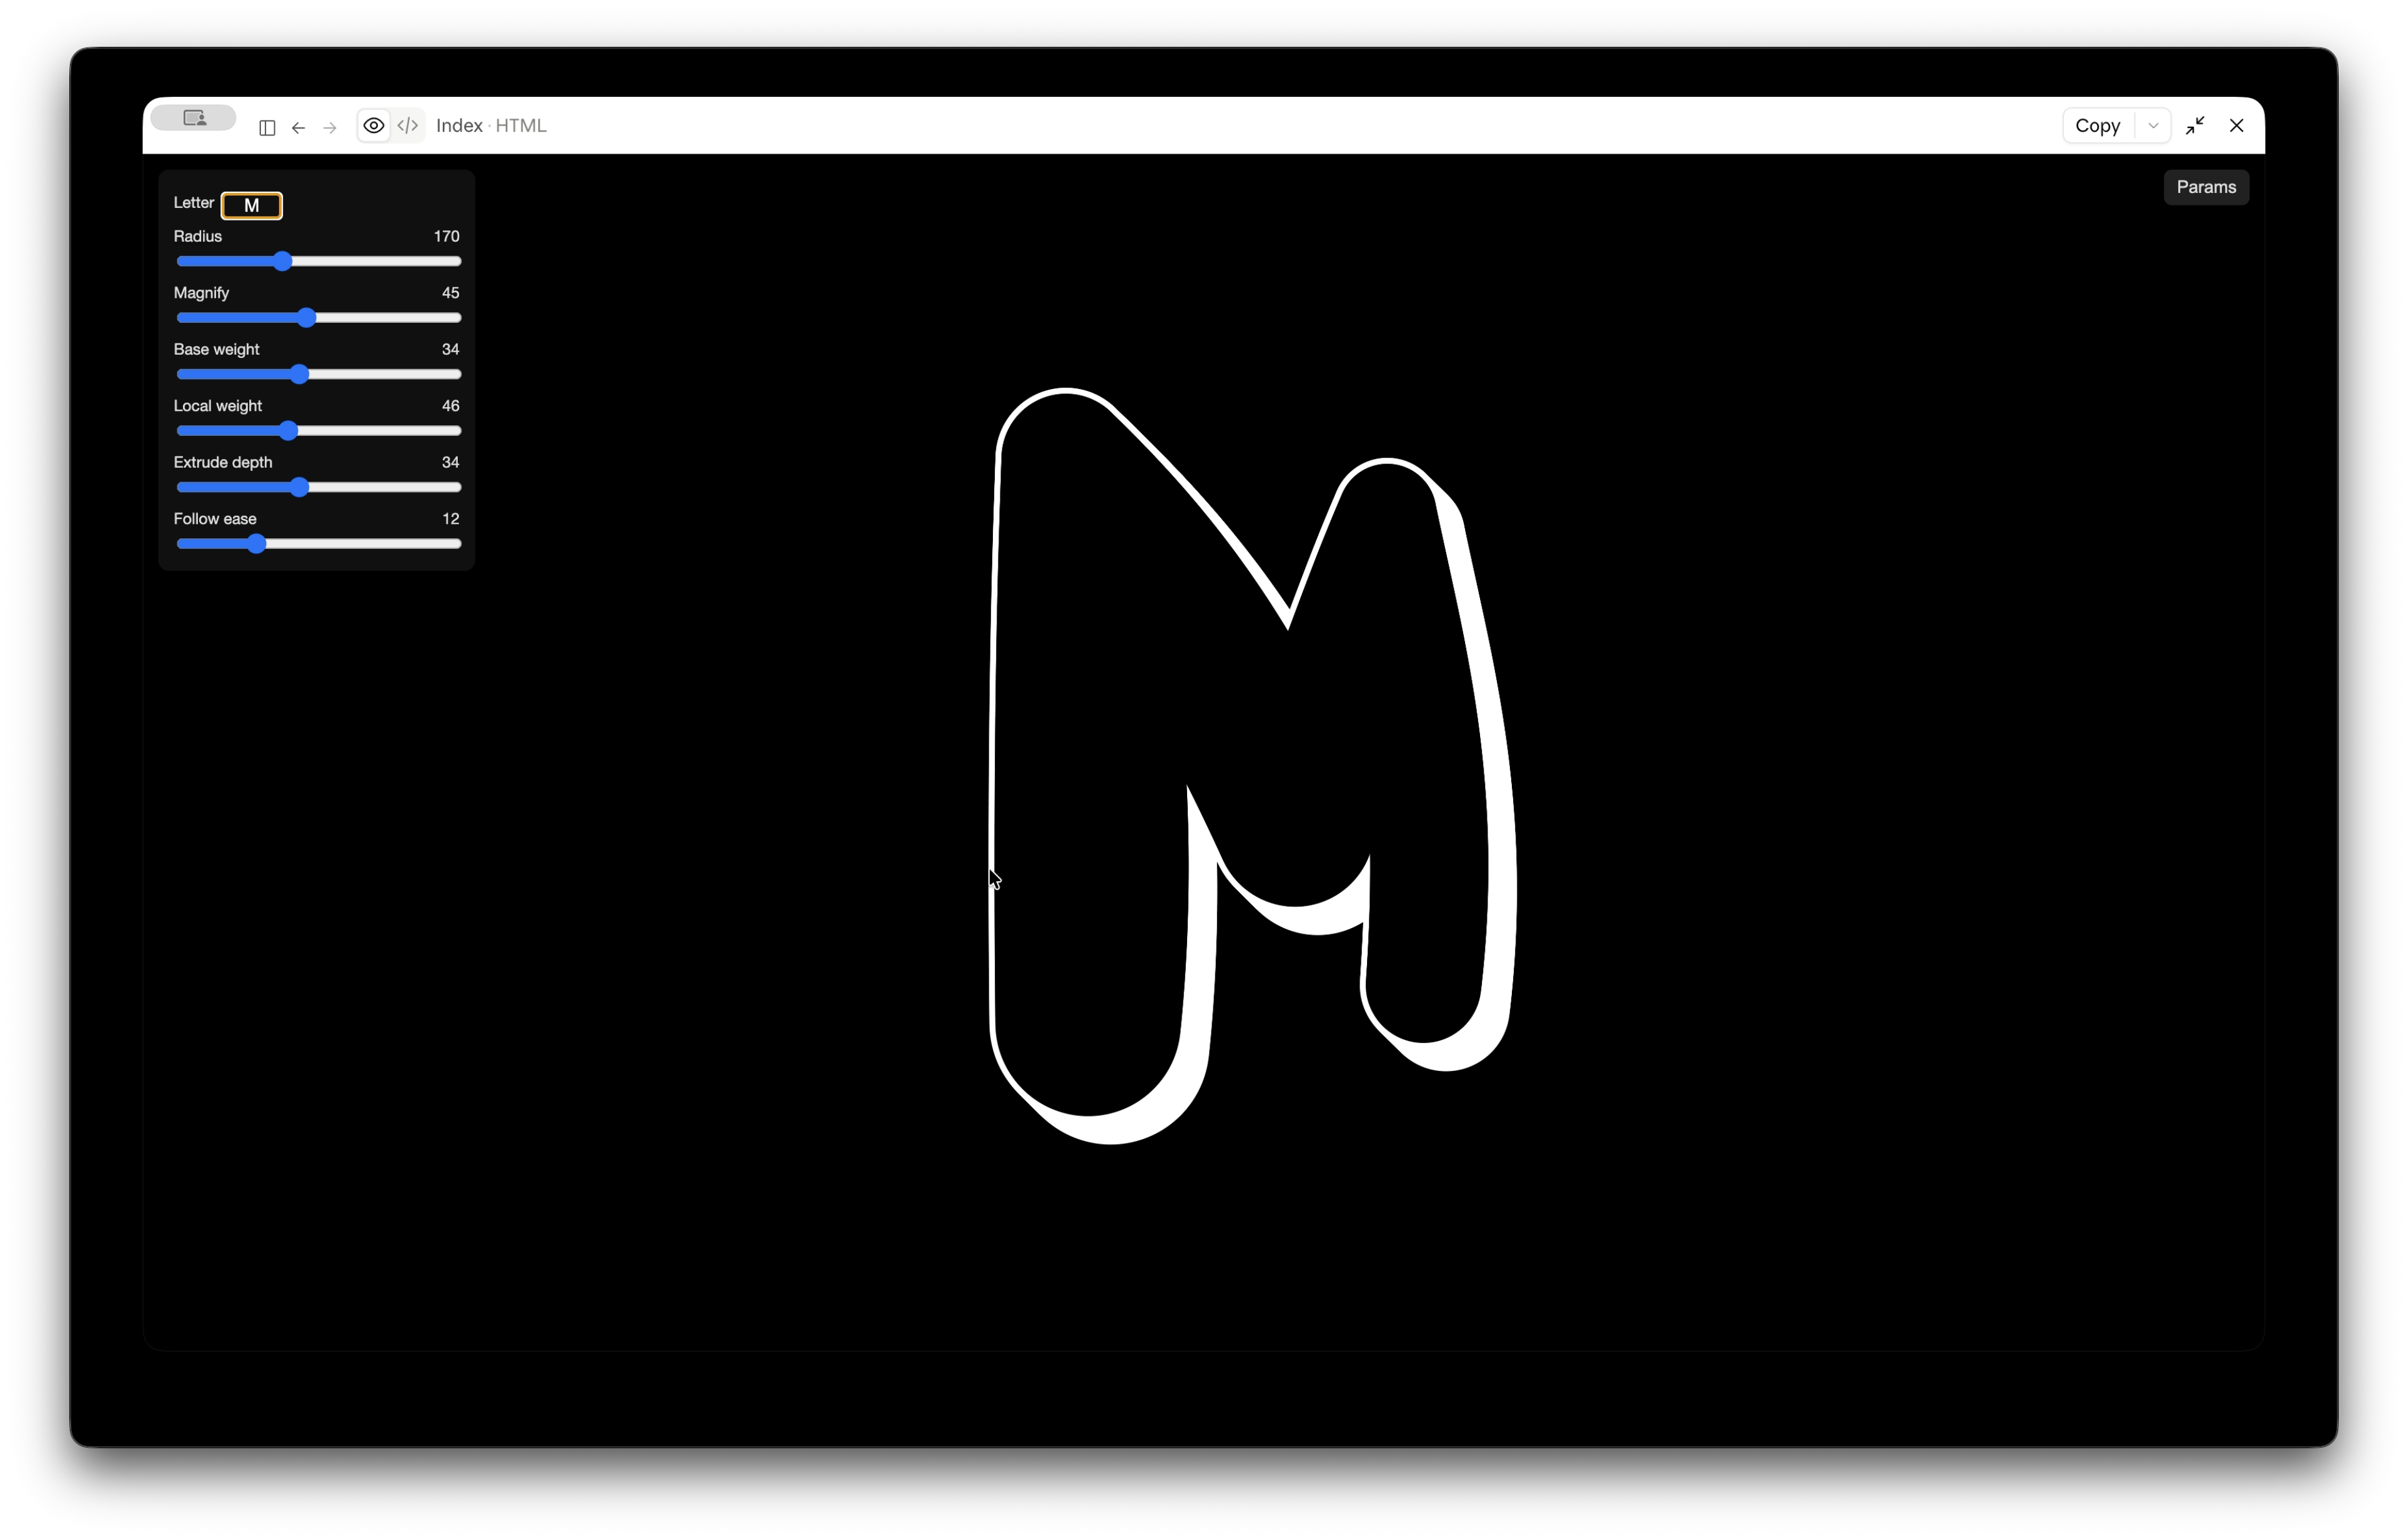 Index · HTML
Copy
Params
Letter M
Radius 170
Magnify 45
Base weight 34
Local weight 46
Extrude depth 34
Follow ease 12
M